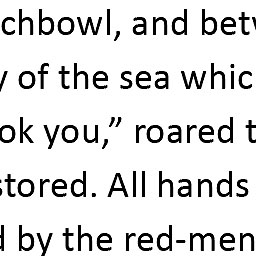 chbowl, and betw
y of the sea whic
ok you,” roared t
stored. All hands
d by the red-men